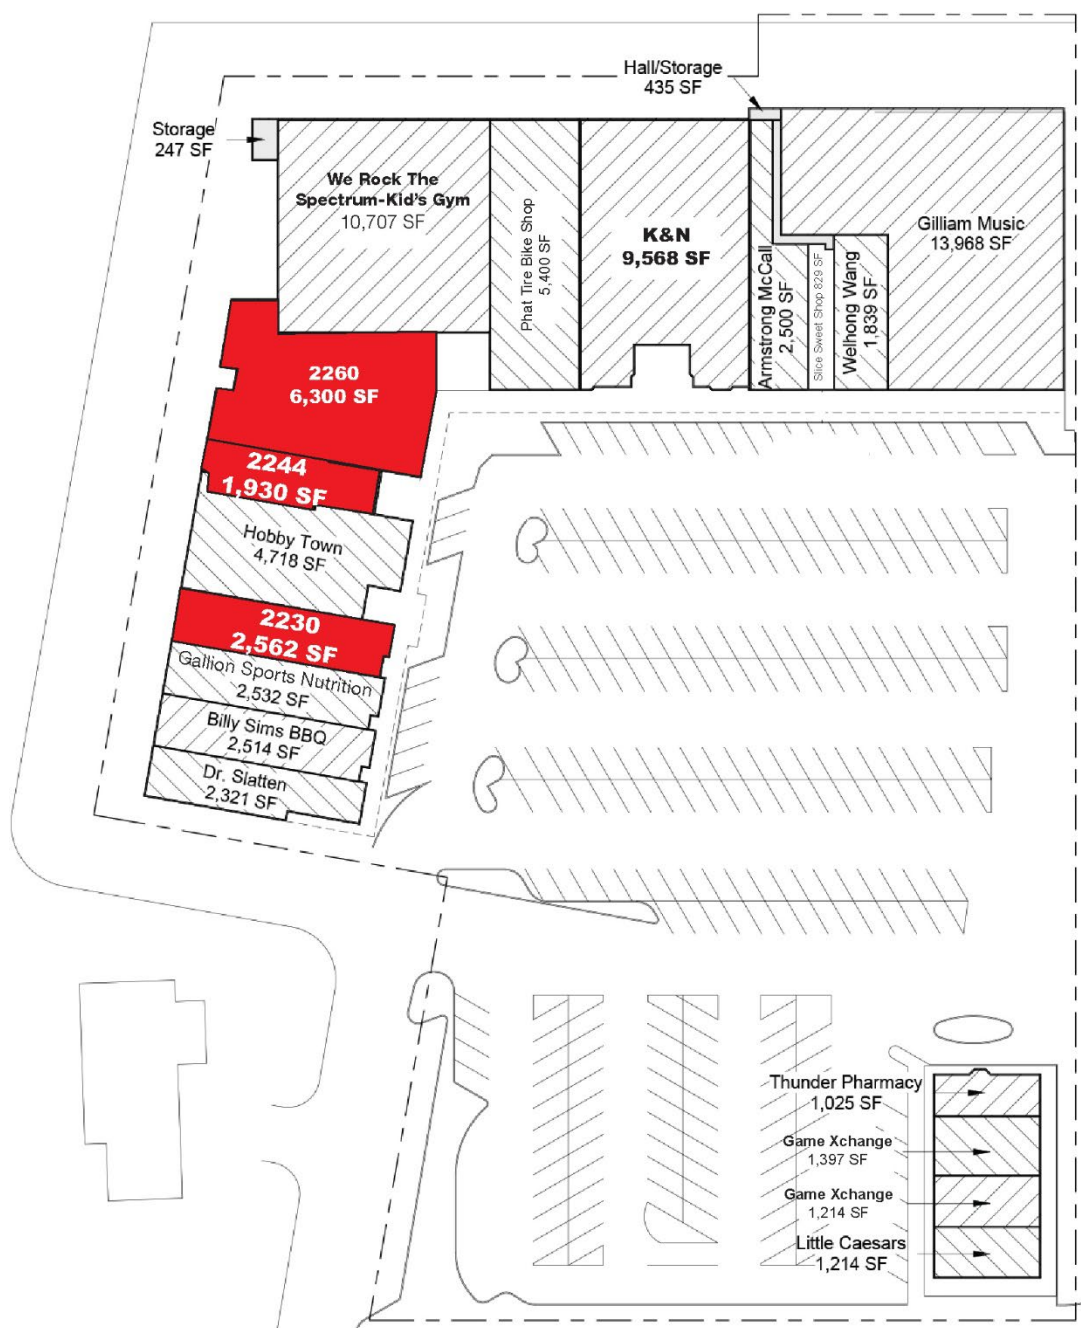 Hall/Storage
435 SF
Storage
247 SF
We Rock The
Spectrum-Kid's Gym
10,707 SF
Phat Tire Bike Shop
5,400 SF
K&N
9,568 SF
Armstrong McCall
2,500 SF
Slice Sweet Shop 829 SF
Welhong Wang
1,839 SF
Gilliam Music
13,968 SF
2260
6,300 SF
2244
1,930 SF
Hobby Town
4,718 SF
2230
2,562 SF
Gallion Sports Nutrition
2,532 SF
Billy Sims BBQ
2,514 SF
Dr. Slatten
2,321 SF
Thunder Pharmacy
1,025 SF
Game Xchange
1,397 SF
Game Xchange
1,214 SF
Little Caesars
1,214 SF